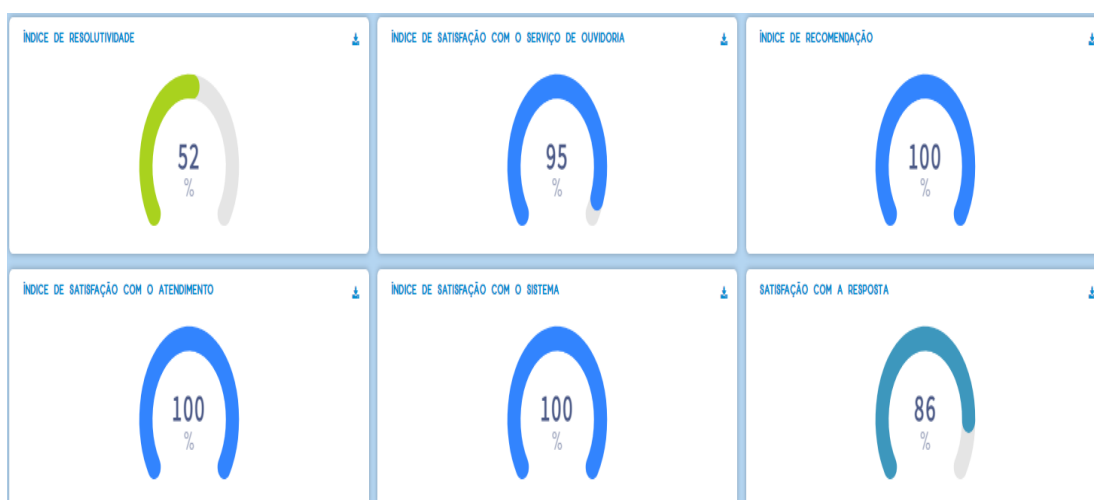 ÍNDICE DE RESOLUTIVIDADE
52
%
ÍNDICE DE SATISFAÇÃO COM O SERVIÇO DE OUVIDORIA
95
%
ÍNDICE DE RECOMENDAÇÃO
100
%
ÍNDICE DE SATISFAÇÃO COM O ATENDIMENTO
100
%
ÍNDICE DE SATISFAÇÃO COM O SISTEMA
100
%
SATISFAÇÃO COM A RESPOSTA
86
%